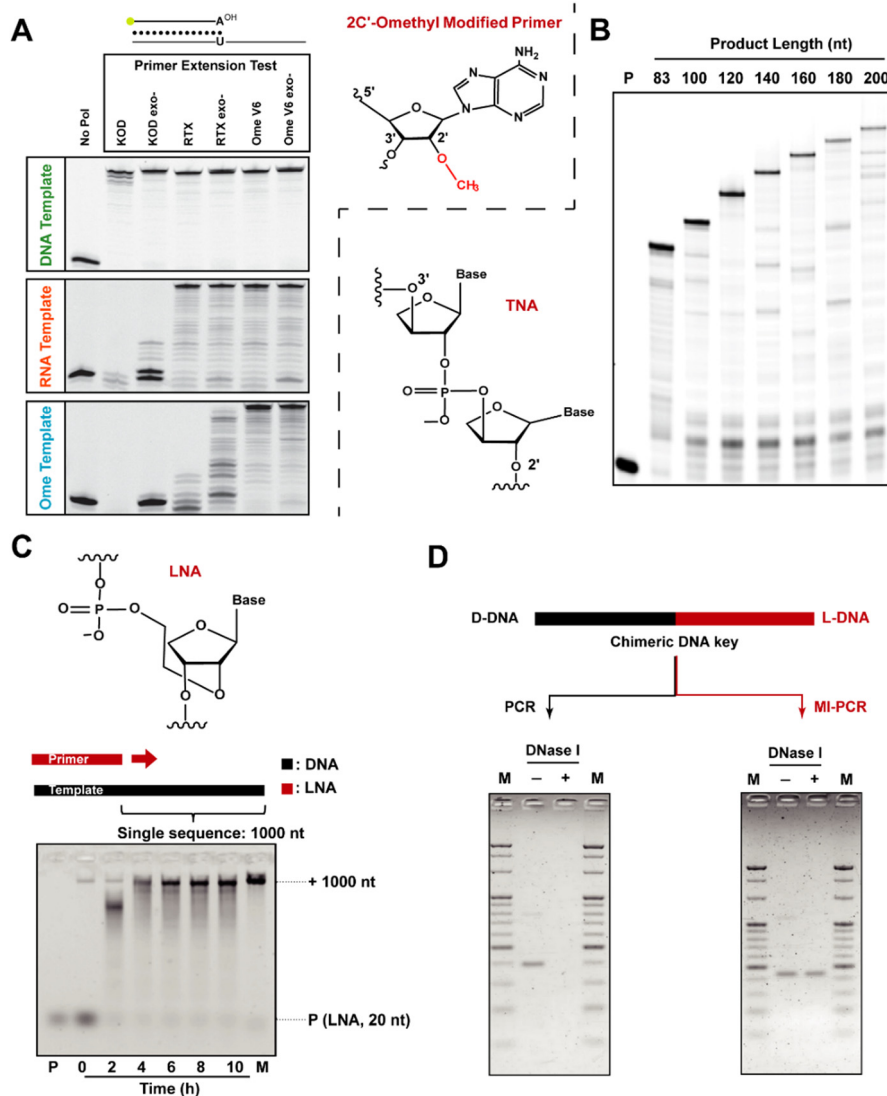 A
A^OH
U
Primer Extension Test
No Pol
KOD
KOD exo-
RTX
RTX exo-
Ome V6
Ome V6 exo-
DNA Template
RNA Template
Ome Template
2C'-Omethyl Modified Primer
NH₂
N
N
N
N
5'
O
3'
2'
O
O
CH₃
3'
O
Base
O
TNA
O
O=P
O
O
–O
Base
O
2'
B
Product Length (nt)
P 83 100 120 140 160 180 200
C
LNA
O
O=P
O
–O
Base
O
O
O
Primer
Template
: DNA
: LNA
Single sequence: 1000 nt
+ 1000 nt
P (LNA, 20 nt)
P 0 2 4 6 8 10 M
Time (h)
D
D-DNA
L-DNA
Chimeric DNA key
PCR
MI-PCR
DNase I
M – + M
DNase I
M – + M